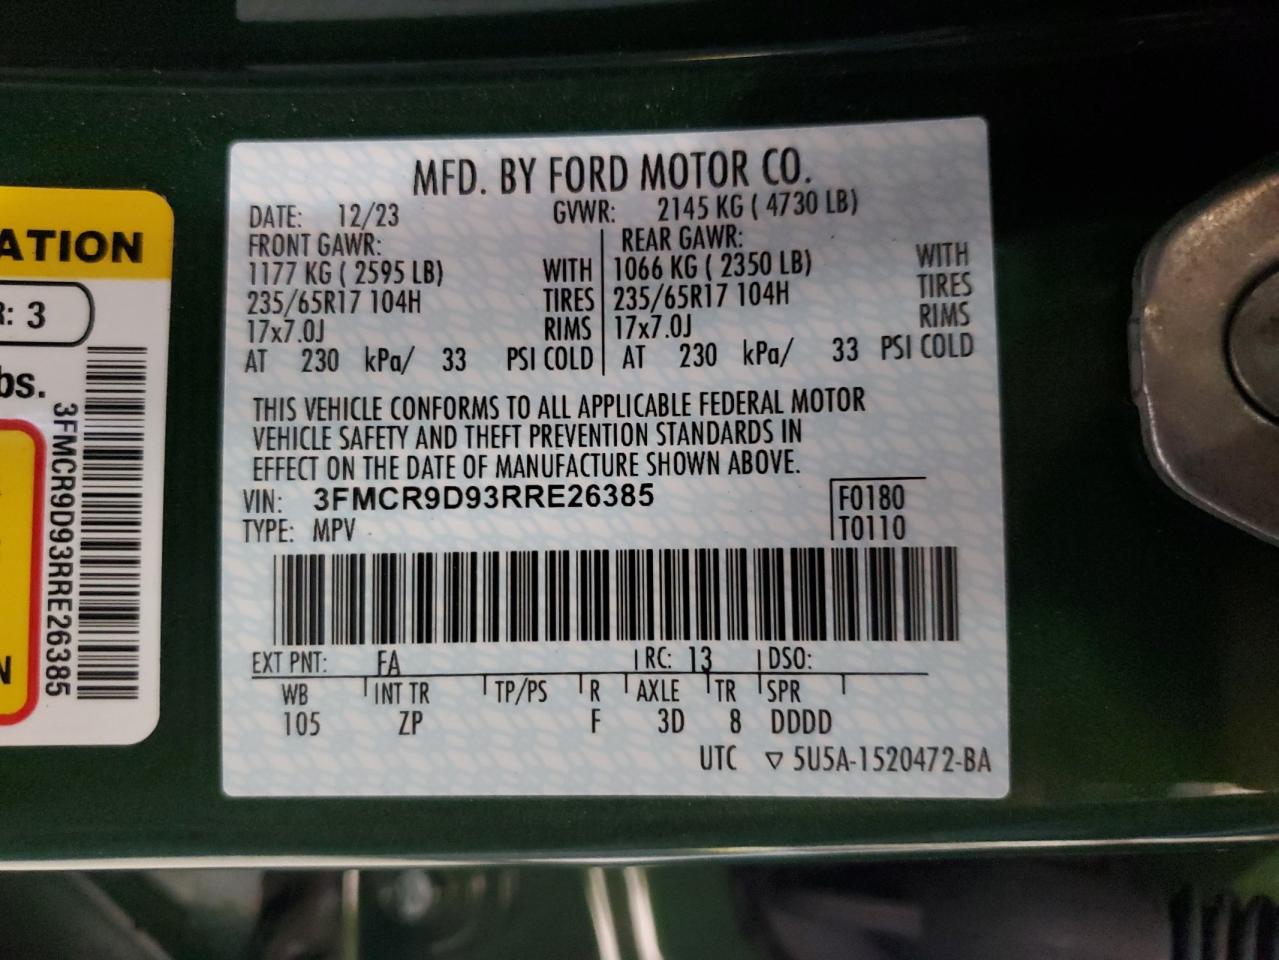 MFD. BY FORD MOTOR CO.
DATE: 12/23 GVWR: 2145 KG ( 4730 LB)
FRONT GAWR: REAR GAWR:
1177 KG ( 2595 LB) WITH 1066 KG ( 2350 LB) WITH
235/65R17 104H TIRES 235/65R17 104H TIRES
17x7.0J RIMS 17x7.0J RIMS
AT 230 kPa/ 33 PSI COLD AT 230 kPa/ 33 PSI COLD
THIS VEHICLE CONFORMS TO ALL APPLICABLE FEDERAL MOTOR
VEHICLE SAFETY AND THEFT PREVENTION STANDARDS IN
EFFECT ON THE DATE OF MANUFACTURE SHOWN ABOVE.
VIN: 3FMCR9D93RRE26385 F0180
TYPE: MPV T0110
EXT PNT: FA RC: 13 DSO:
WB INT TR TP/PS R AXLE TR SPR
105 ZP F 3D 8 DDDD
UTC ▽ 5U5A-1520472-BA
ATION
: 3
bs.
3FMCR9D93RRE26385
N